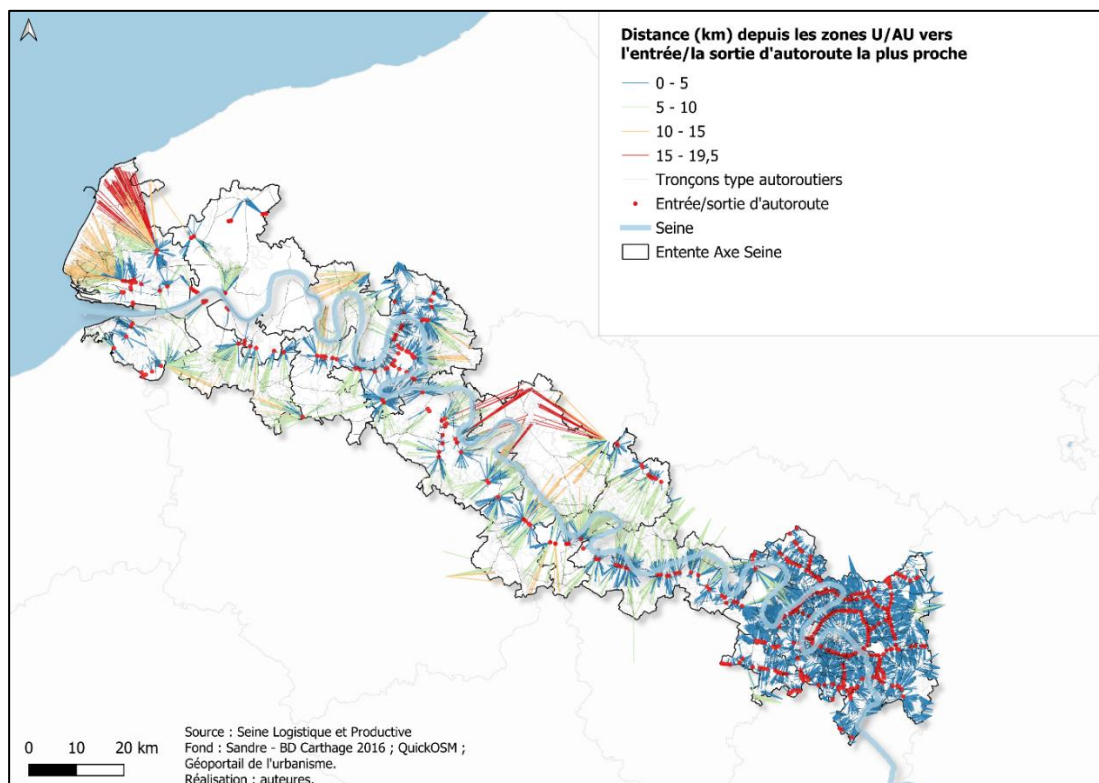 Distance (km) depuis les zones U/AU vers
l'entrée/la sortie d'autoroute la plus proche
0 - 5
5 - 10
10 - 15
15 - 19,5
Tronçons type autoroutiers
Entrée/sortie d'autoroute
Seine
Entente Axe Seine
0 10 20 km
Source : Seine Logistique et Productive
Fond : Sandre - BD Carthage 2016 ; QuickOSM ;
Géoportail de l'urbanisme.
Réalisation : auteures.